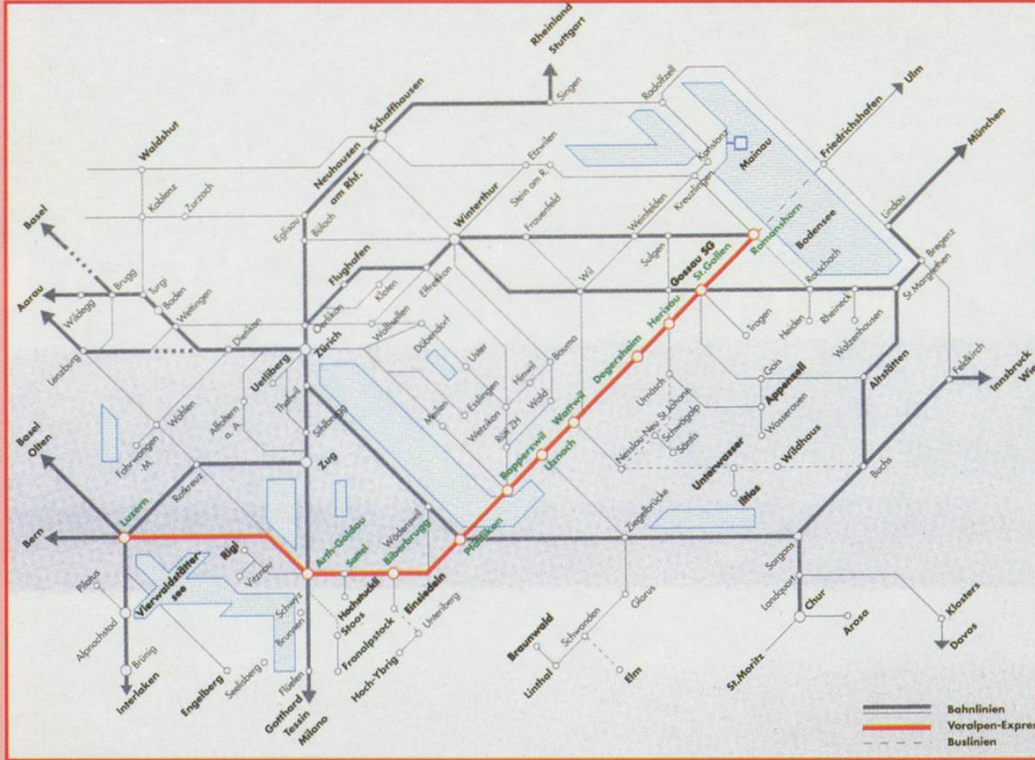 Rheinland
Stuttgart
Ulm
Singen
Radolfzell
Schaffhausen
Friedrichshafen
München
Waldshut
Etzwilen
Konstanz
Mainau
Neuhausen
am Rhf.
Stein am R.
Kreuzlingen
Lindau
Koblenz
Zurzach
Winterthur
Frauenfeld
Weinfelden
Romanshorn
Bodensee
Basel
Eglisau
Bülach
Sulgen
Gossau SG
St.Gallen
Bregenz
Flughafen
Effretikon
Wil
Rorschach
St.Margrethen
Brugg
Turgi
Kloten
Aarau
Wildegg
Baden
Wettingen
Oerlikon
Wallisellen
Herisau
Trogen
Heiden
Rheineck
Walzenhausen
Dietikon
Zürich
Dübendorf
Uster
Bauma
Degersheim
Lenzburg
Uetliberg
Hinwil
Gais
Appenzell
Altstätten
Feldkirch
Innsbruck
Thalwil
Esslingen
Wald
Urnäsch
Wohlen
Affoltern
a. A.
Meilen
Wetzikon
Rüti ZH
Wattwil
Nesslau-Neu St.Johann
Schwägalp
Säntis
Wasserauen
Basel
Olten
Sihlbrugg
Uznach
Unterwasser
Wildhaus
Zug
Rapperswil
Iltios
Buchs
Rotkreuz
Luzern
Bern
Ziegelbrücke
Arth-Goldau
Sattel
Wädenswil
Biberbrugg
Pfäffikon
Sargans
Rigi
Vitznau
Pilatus
Vierwaldstätter
see
Hochstuckli
Einsiedeln
Landquart
Schwyz
Brunnen
Stoos
Unterberg
Glarus
Chur
Klosters
Alpnachstad
Fronalpstock
Schwanden
Arosa
Davos
Brünig
Hoch-Ybrig
Braunwald
Interlaken
Engelberg
Seelisberg
Flüelen
Linthal
Elm
St.Moritz
Gotthard
Tessin
Milano
Bahnlinien
Buslinien